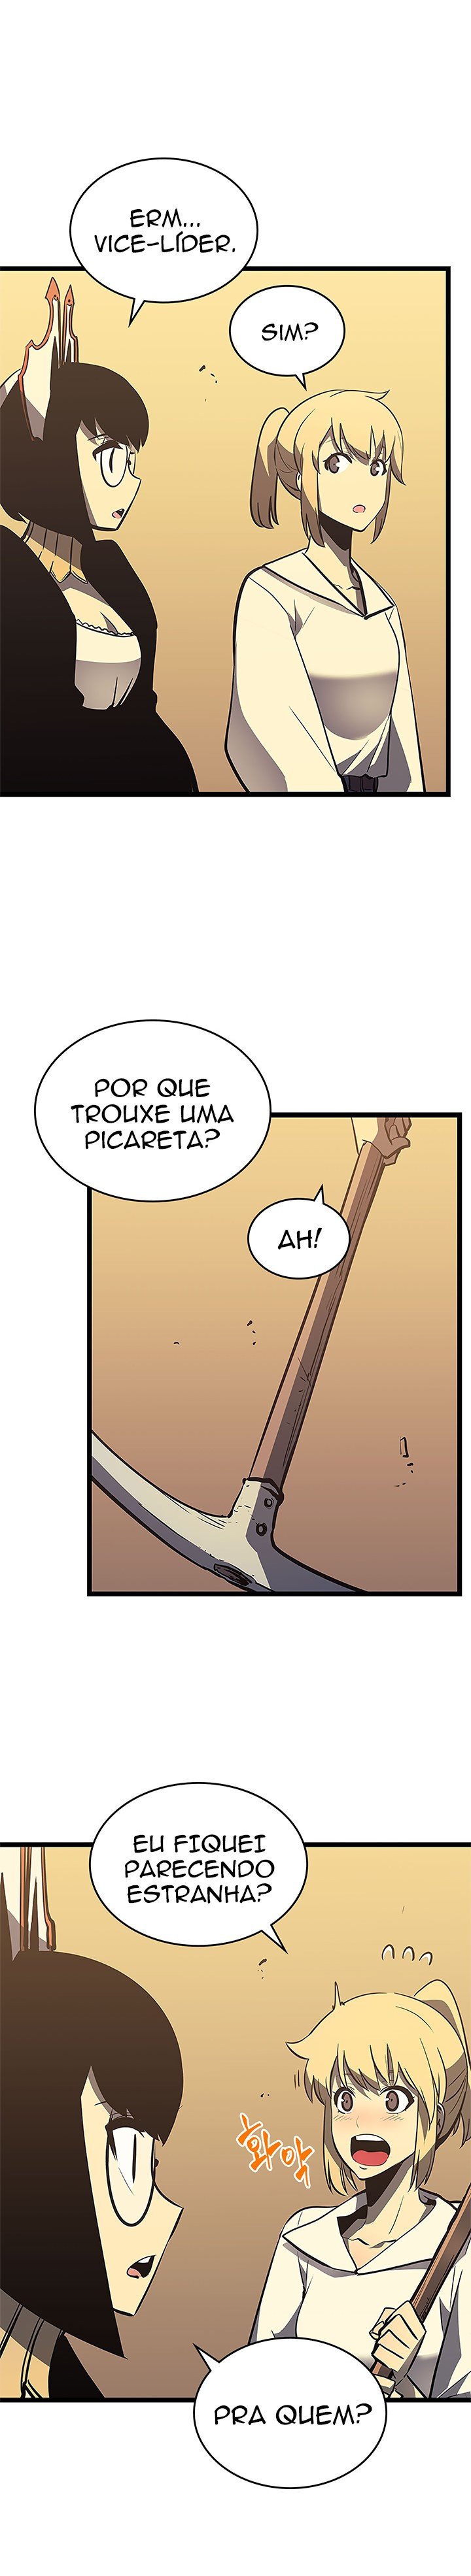 ERM...
VICE-LÍDER.
SIM?
POR QUE
TROUXE UMA
PICARETA?
AH!
EU FIQUEI
PARECENDO
ESTRANHA?
화악
PRA QUEM?